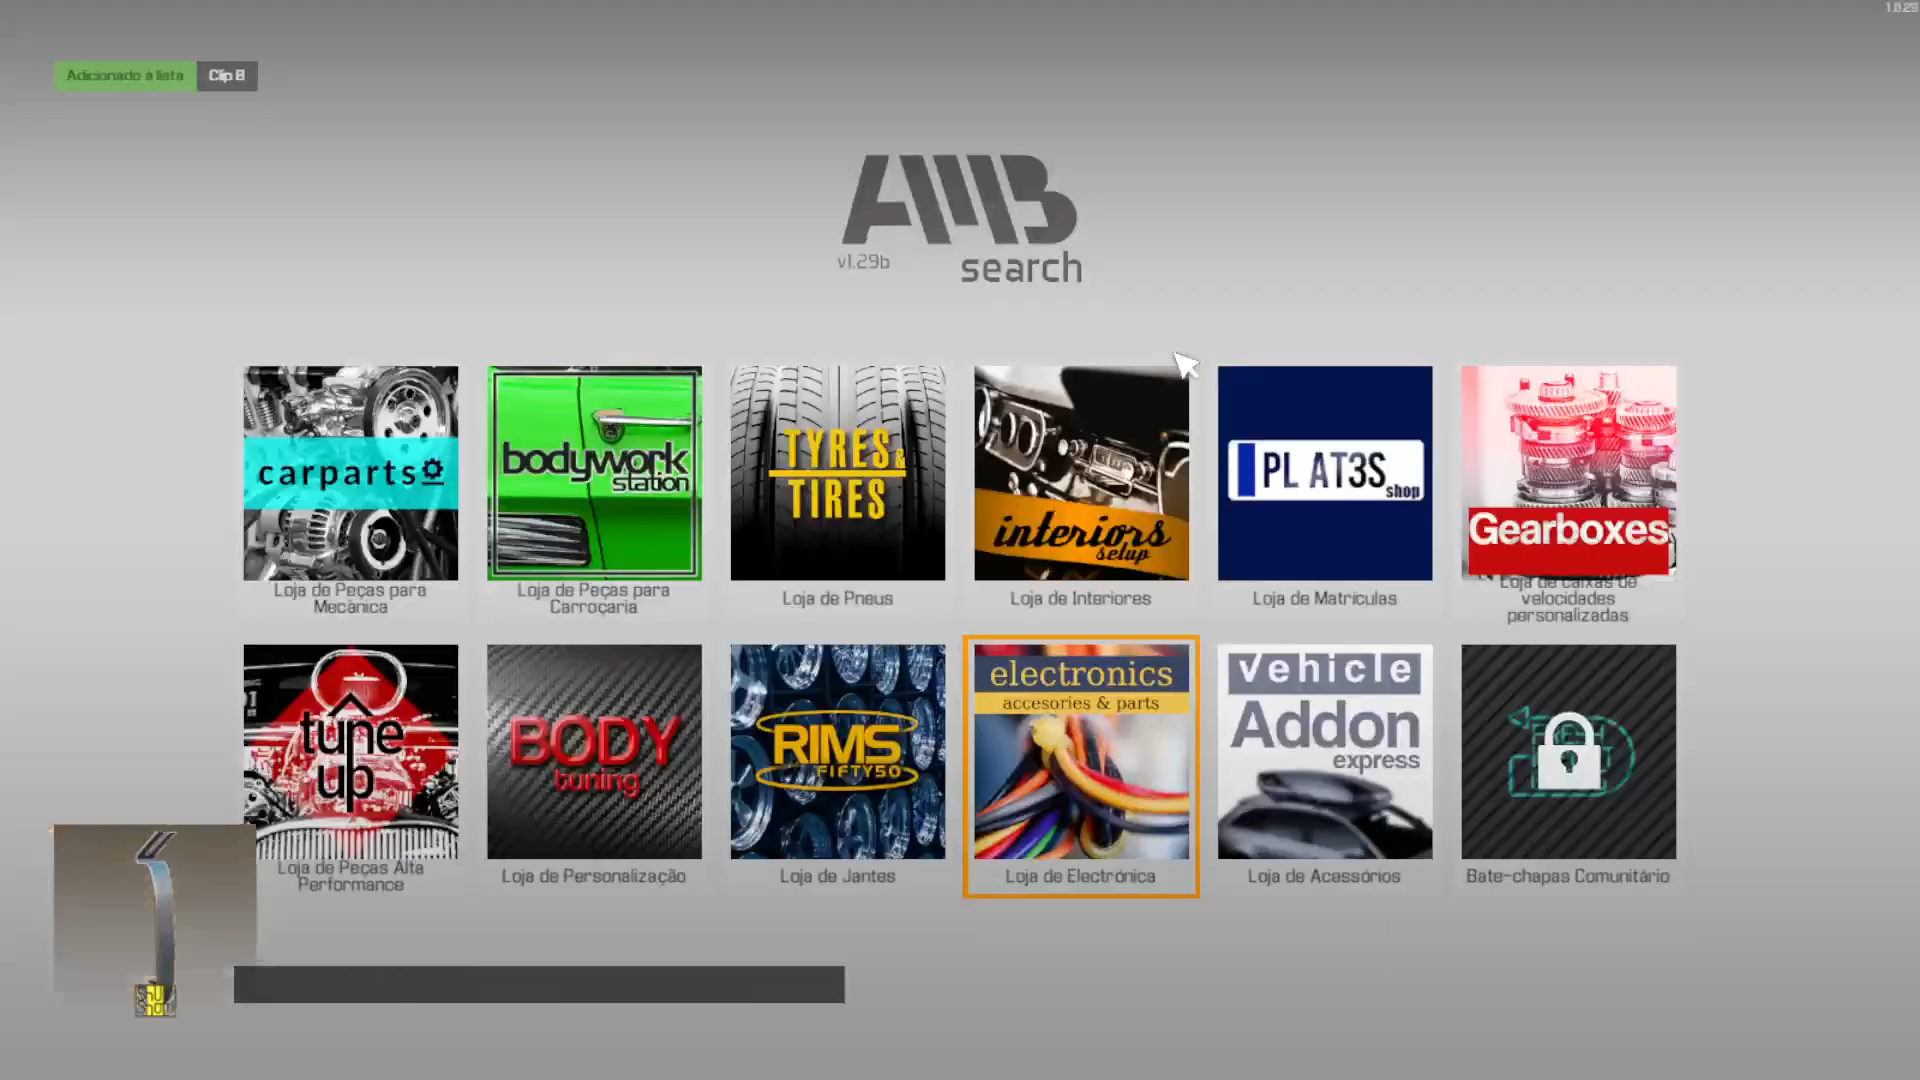 1.0.29
Adicionado à lista Clip B
AMB
v1.29b
search
carparts
bodywork
station
TYRES &
TIRES
interiors
setup
PL AT3S
shop
Gearboxes
Loja de Peças para
Mecânica
Loja de Peças para
Carroçaria
Loja de Pneus
Loja de Interiores
Loja de Matrículas
Loja de caixas de
velocidades
personalizadas
tune
up
BODY
tuning
RIMS
FIFTY50
electronics
accesories & parts
vehicle
Addon
express
Loja de Peças Alta
Performance
Loja de Personalização
Loja de Jantes
Loja de Electrónica
Loja de Acessórios
Bate-chapas Comunitário